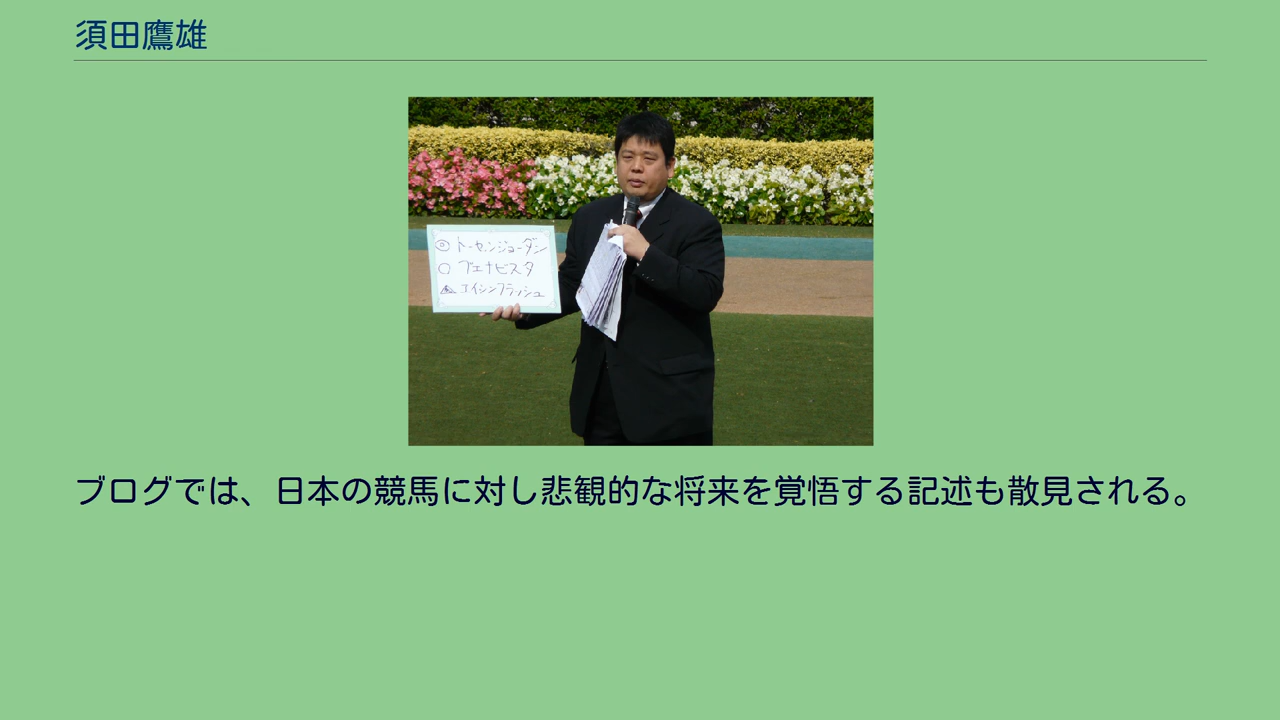 須田鷹雄
◎ トーセンジョーダン
○ ブエナビスタ
▲ エイシンフラッシュ
ブログでは、日本の競馬に対し悲観的な将来を覚悟する記述も散見される。